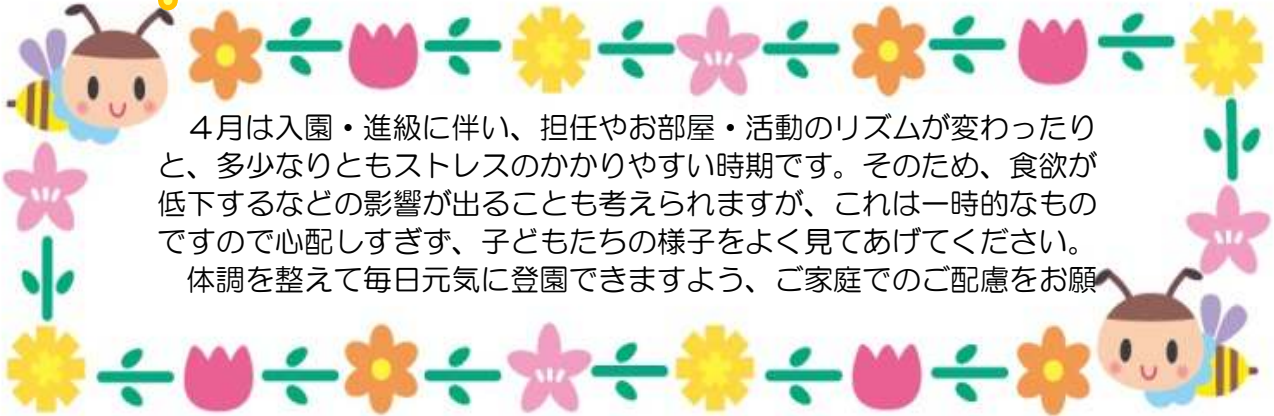 ４月は入園・進級に伴い、担任やお部屋・活動のリズムが変わったり
と、多少なりともストレスのかかりやすい時期です。そのため、食欲が
低下するなどの影響が出ることも考えられますが、これは一時的なもの
ですので心配しすぎず、子どもたちの様子をよく見てあげてください。
　体調を整えて毎日元気に登園できますよう、ご家庭でのご配慮をお願